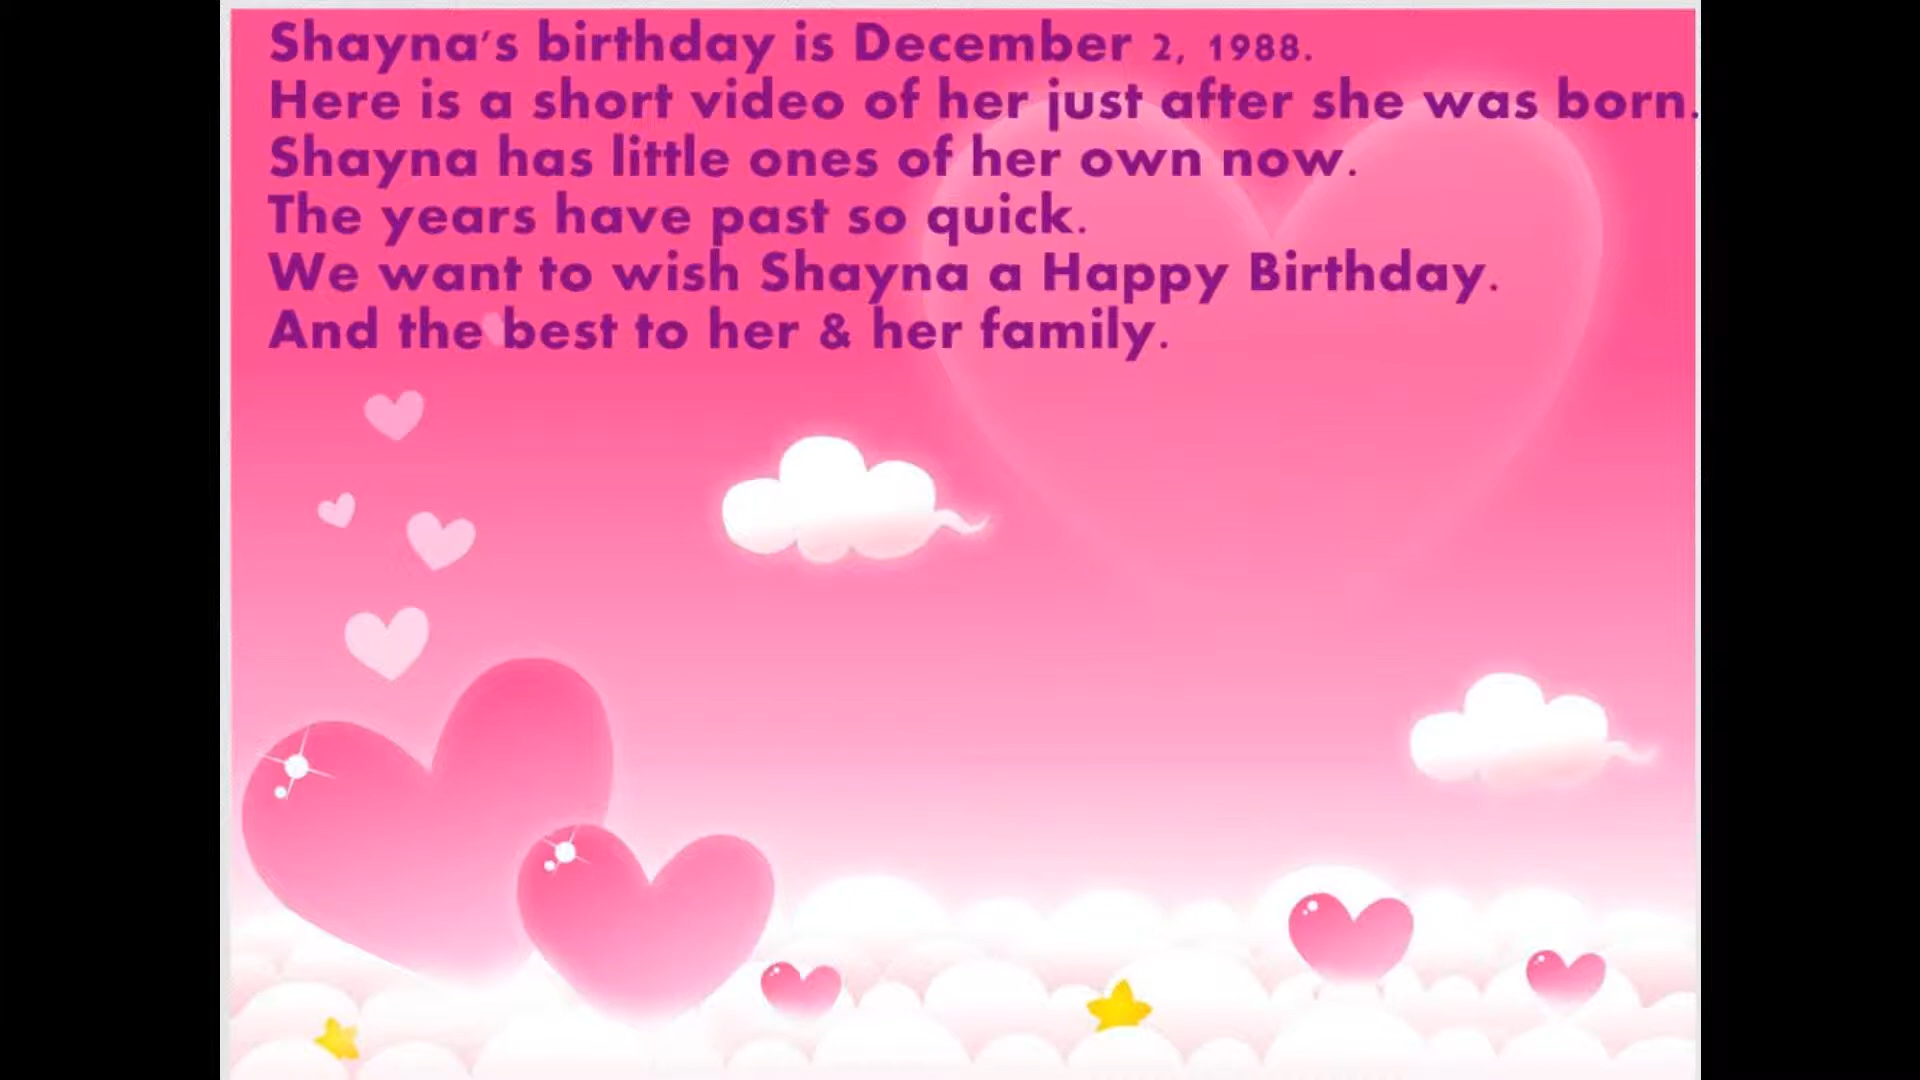 Shayna's birthday is December 2, 1988.
Here is a short video of her just after she was born.
Shayna has little ones of her own now.
The years have past so quick.
We want to wish Shayna a Happy Birthday.
And the best to her & her family.